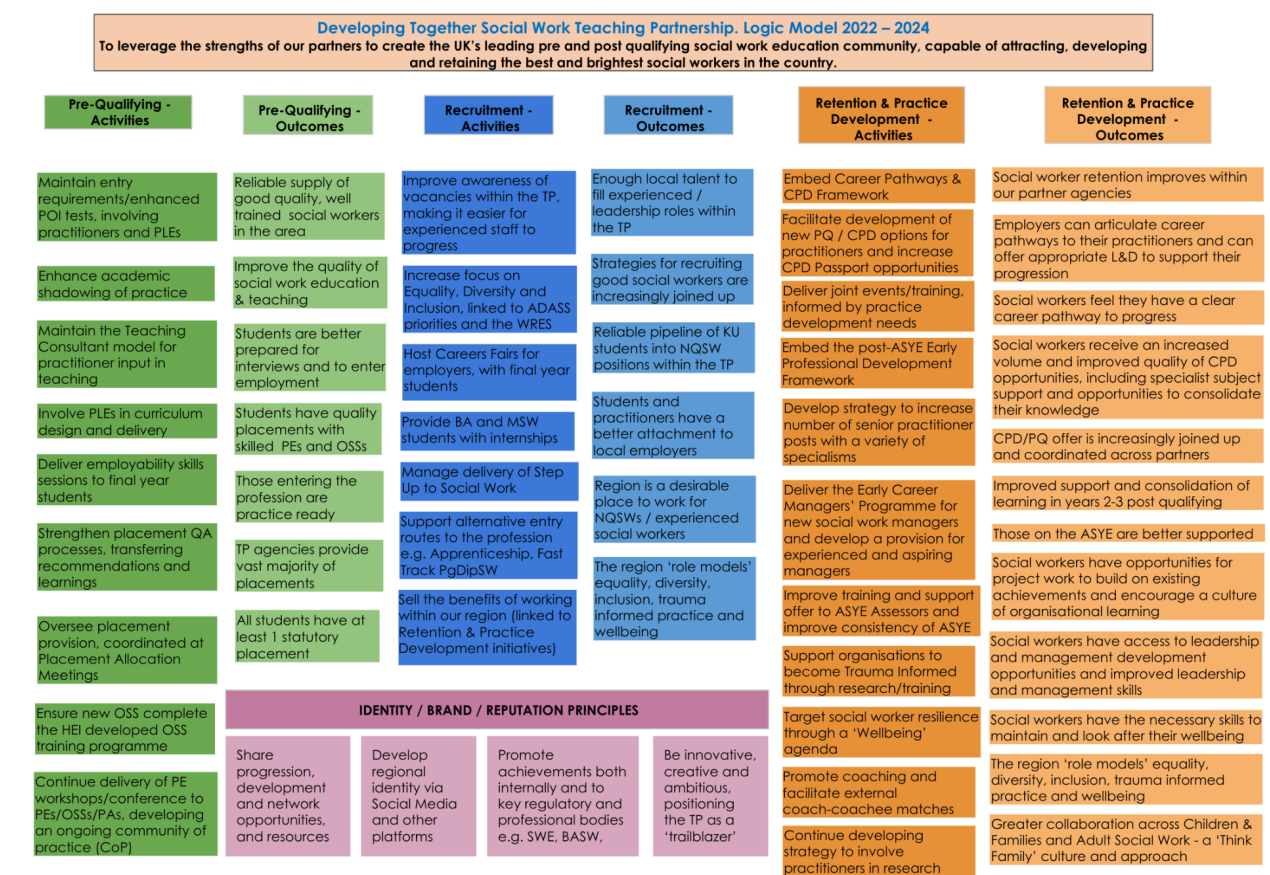 Developing Together Social Work Teaching Partnership. Logic Model 2022 – 2024
To leverage the strengths of our partners to create the UK's leading pre and post qualifying social work education community, capable of attracting, developing
and retaining the best and brightest social workers in the country.
Pre-Qualifying -
Activities
Maintain entry
requirements/enhanced
POI tests, involving
practitioners and PLEs
Enhance academic
shadowing of practice
Maintain the Teaching
Consultant model for
practitioner input in
teaching
Involve PLEs in curriculum
design and delivery
Deliver employability skills
sessions to final year
students
Strengthen placement QA
processes, transferring
recommendations and
learnings
Oversee placement
provision, coordinated at
Placement Allocation
Meetings
Ensure new OSS complete
the HEI developed OSS
training programme
Continue delivery of PE
workshops/conference to
PEs/OSSs/PAs, developing
an ongoing community of
practice (CoP)
Pre-Qualifying -
Outcomes
Reliable supply of
good quality, well
trained social workers
in the area
Improve the quality of
social work education
& teaching
Students are better
prepared for
interviews and to enter
employment
Students have quality
placements with
skilled PEs and OSSs
Those entering the
profession are
practice ready
TP agencies provide
vast majority of
placements
All students have at
least 1 statutory
placement
Recruitment -
Activities
Improve awareness of
vacancies within the TP,
making it easier for
experienced staff to
progress
Increase focus on
Equality, Diversity and
Inclusion, linked to ADASS
priorities and the WRES
Host Careers Fairs for
employers, with final year
students
Provide BA and MSW
students with internships
Manage delivery of Step
Up to Social Work
Support alternative entry
routes to the profession
e.g. Apprenticeship, Fast
Track PgDipSW
Sell the benefits of working
within our region (linked to
Retention & Practice
Development initiatives)
Recruitment -
Outcomes
Enough local talent to
fill experienced /
leadership roles within
the TP
Strategies for recruiting
good social workers are
increasingly joined up
Reliable pipeline of KU
students into NQSW
positions within the TP
Students and
practitioners have a
better attachment to
local employers
Region is a desirable
place to work for
NQSWs / experienced
social workers
The region 'role models'
equality, diversity,
inclusion, trauma
informed practice and
wellbeing
IDENTITY / BRAND / REPUTATION PRINCIPLES
Share
progression,
development
and network
opportunities,
and resources
Develop
regional
identity via
Social Media
and other
platforms
Promote
achievements both
internally and to
key regulatory and
professional bodies
e.g. SWE, BASW,
Be innovative,
creative and
ambitious,
positioning
the TP as a
'trailblazer'
Retention & Practice
Development -
Activities
Embed Career Pathways &
CPD Framework
Facilitate development of
new PQ / CPD options for
practitioners and increase
CPD Passport opportunities
Deliver joint events/training,
informed by practice
development needs
Embed the post-ASYE Early
Professional Development
Framework
Develop strategy to increase
number of senior practitioner
posts with a variety of
specialisms
Deliver the Early Career
Managers' Programme for
new social work managers
and develop a provision for
experienced and aspiring
managers
Improve training and support
offer to ASYE Assessors and
improve consistency of ASYE
Support organisations to
become Trauma Informed
through research/training
Target social worker resilience
through a 'Wellbeing'
agenda
Promote coaching and
facilitate external
coach-coachee matches
Continue developing
strategy to involve
practitioners in research
Retention & Practice
Development -
Outcomes
Social worker retention improves within
our partner agencies
Employers can articulate career
pathways to their practitioners and can
offer appropriate L&D to support their
progression
Social workers feel they have a clear
career pathway to progress
Social workers receive an increased
volume and improved quality of CPD
opportunities, including specialist subject
support and opportunities to consolidate
their knowledge
CPD/PQ offer is increasingly joined up
and coordinated across partners
Improved support and consolidation of
learning in years 2-3 post qualifying
Those on the ASYE are better supported
Social workers have opportunities for
project work to build on existing
achievements and encourage a culture
of organisational learning
Social workers have access to leadership
and management development
opportunities and improved leadership
and management skills
Social workers have the necessary skills to
maintain and look after their wellbeing
The region 'role models' equality,
diversity, inclusion, trauma informed
practice and wellbeing
Greater collaboration across Children &
Families and Adult Social Work - a 'Think
Family' culture and approach